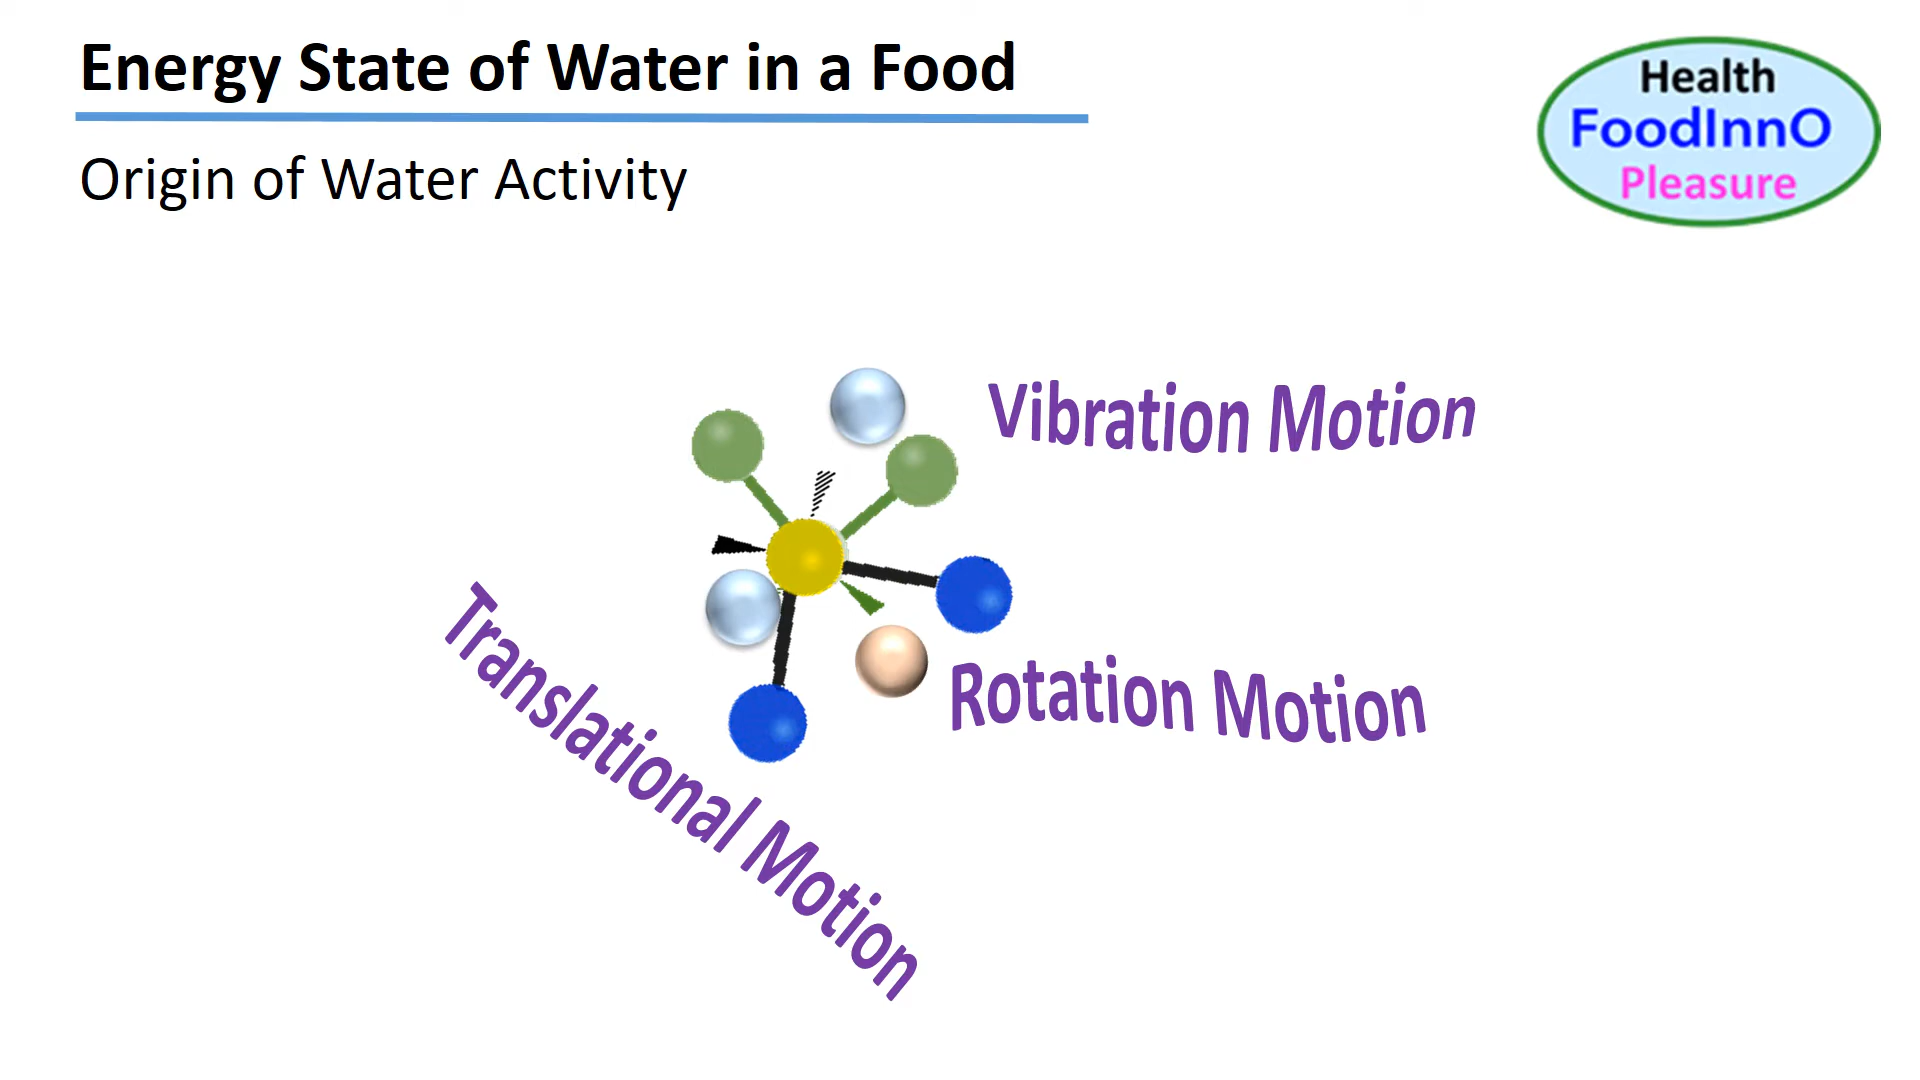 Energy State of Water in a Food
Origin of Water Activity
Health
FoodInnO
Pleasure
Vibration Motion
Translational Motion
Rotation Motion